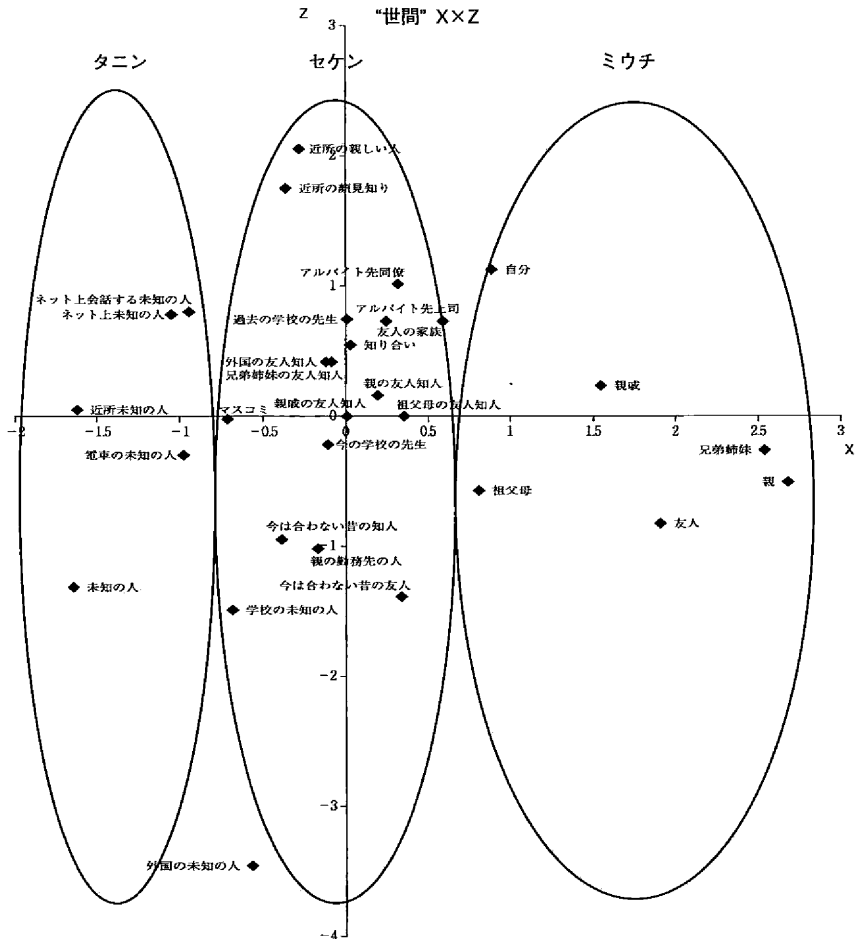 Z
"世間" X×Z
3
タニン
セケン
ミウチ
近所の親しい人
2
近所の顔見知り
アルバイト先同僚
自分
1
ネット上会話する未知の人
ネット上未知の人
過去の学校の先生
アルバイト先上司
友人の家族
知り合い
外国の友人知人
兄弟姉妹の友人知人
親の友人知人
親戚
近所未知の人
マスコミ
親戚の友人知人
祖父母の友人知人
-2
-1
-0.5
0
0
0.5
1
1.5
2
2.5
3
X
今の学校の先生
兄弟姉妹
電車の未知の人
親
祖父母
友人
今は合わない昔の知人
-1
親の勤務先の人
今は合わない昔の友人
未知の人
学校の未知の人
-2
-3
外国の未知の人
-4